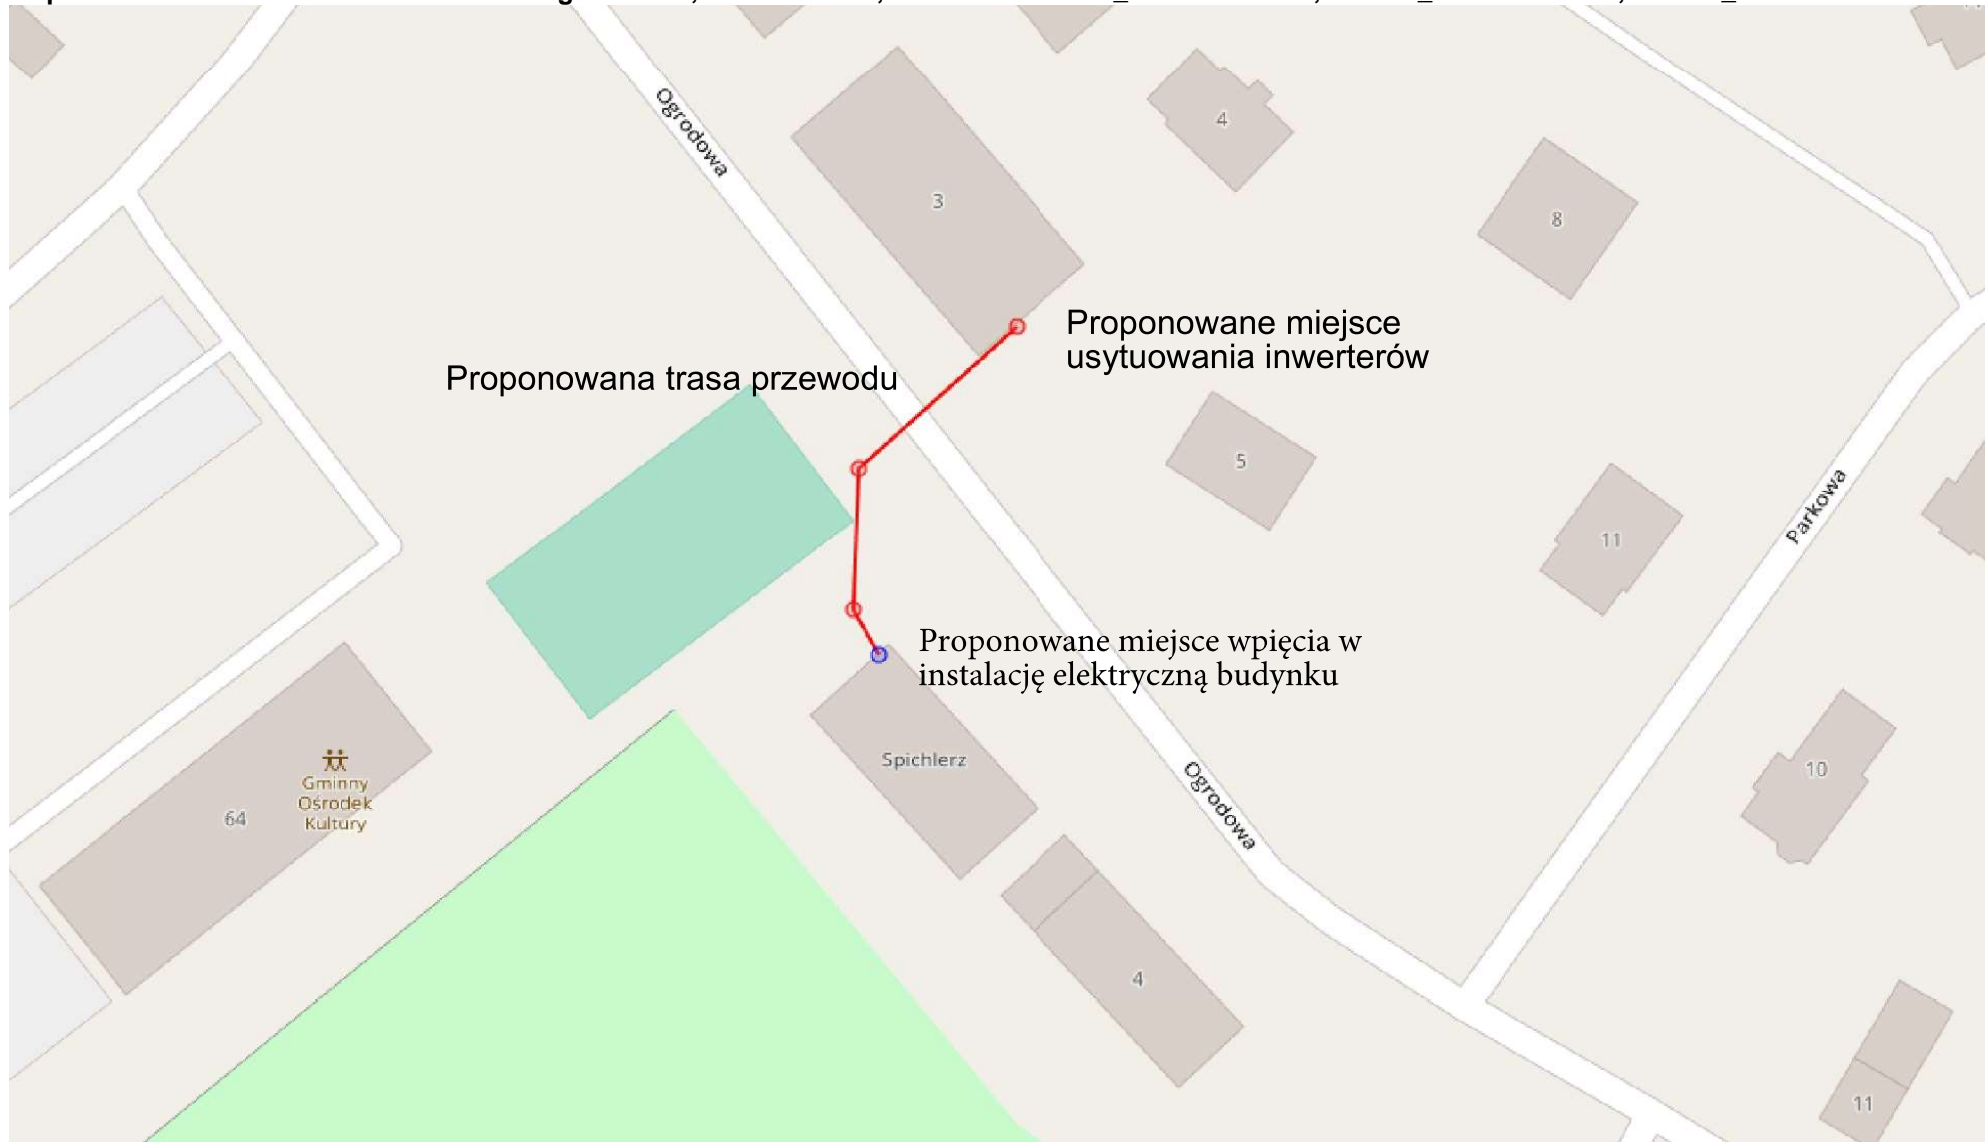 Ogrodowa
4
3
8
Proponowane miejsce
usytuowania inwerterów
Proponowana trasa przewodu
5
11
Parkowa
Proponowane miejsce wpięcia w
instalację elektryczną budynku
Spichlerz
Gminny
Ośrodek
Kultury
64
Ogrodowa
10
4
11